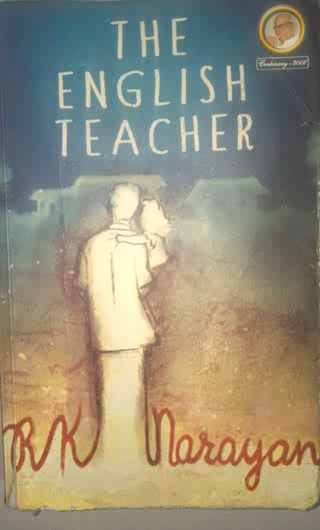 THE
ENGLISH
TEACHER
Centenary - 2006
RK Narayan